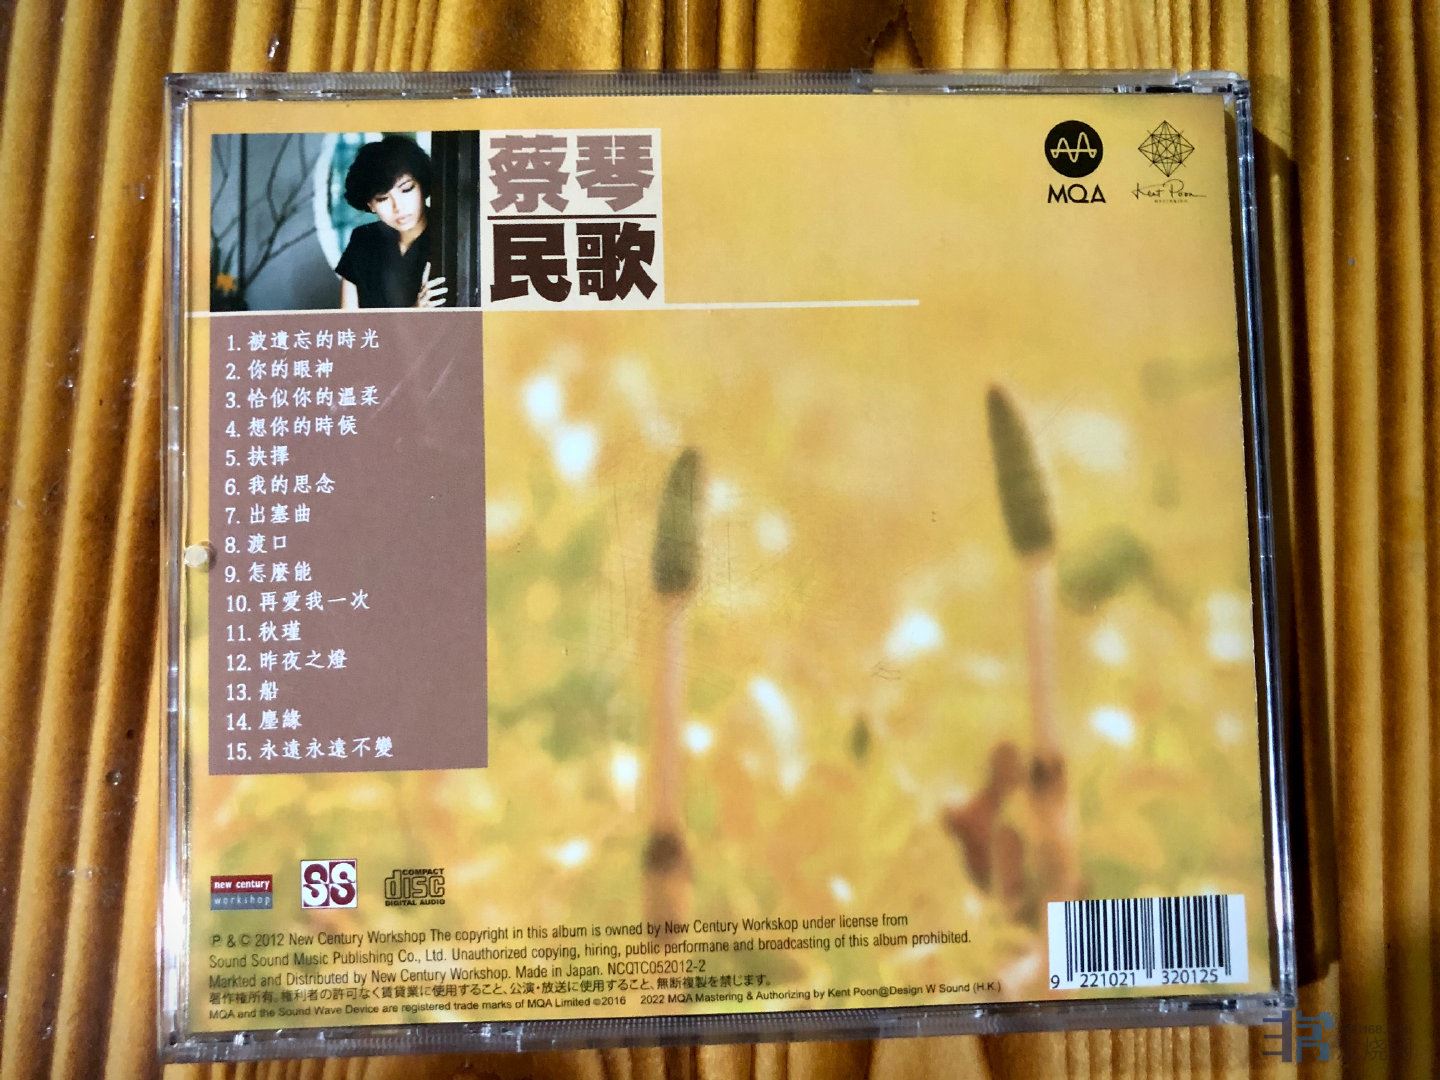 蔡琴
民歌
MQA
Kent Poon
1. 被遺忘的時光
2. 你的眼神
3. 恰似你的溫柔
4. 想你的時候
5. 抉擇
6. 我的思念
7. 出塞曲
8. 渡口
9. 怎麼能
10. 再愛我一次
11. 秋瑾
12. 昨夜之燈
13. 船
14. 塵緣
15. 永遠永遠不變
new century
workshop
SS
COMPACT
disc
DIGITAL AUDIO
℗ & © 2012 New Century Workshop The copyright in this album is owned by New Century Workskop under license from
Sound Sound Music Publishing Co., Ltd. Unauthorized copying, hiring, public performane and broadcasting of this album prohibited.
Markted and Distributed by New Century Workshop. Made in Japan. NCQTC052012-2
著作権所有。権利者の許可なく賃貸業に使用すること、公演・放送に使用すること、無断複製を禁じます。
MQA and the Sound Wave Device are registered trade marks of MQA Limited ©2016 2022 MQA Mastering & Authorizing by Kent Poon@Design W Sound (H.K.)
9 221021 320125